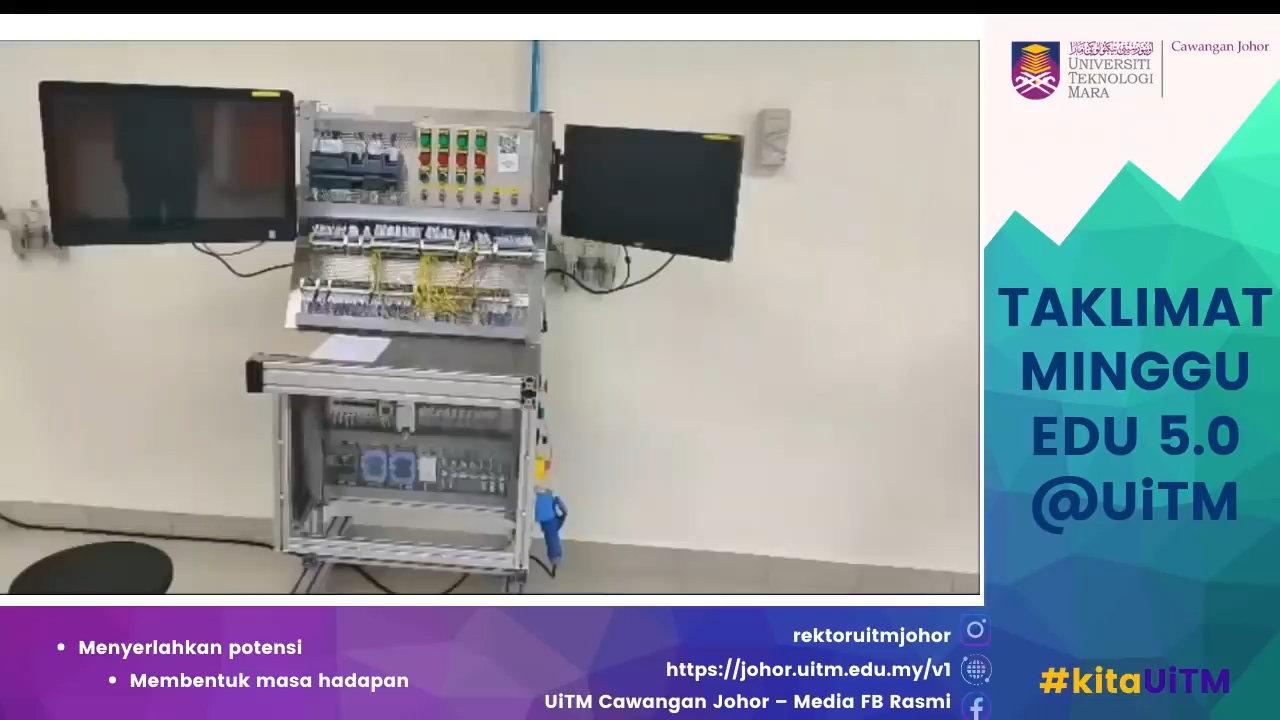 UNIVERSITI
TEKNOLOGI
MARA
Cawangan Johor
TAKLIMAT
MINGGU
EDU 5.0
@UiTM
• Menyerlahkan potensi
• Membentuk masa hadapan
rektoruitmjohor
https://johor.uitm.edu.my/v1
UiTM Cawangan Johor – Media FB Rasmi
#kitaUiTM